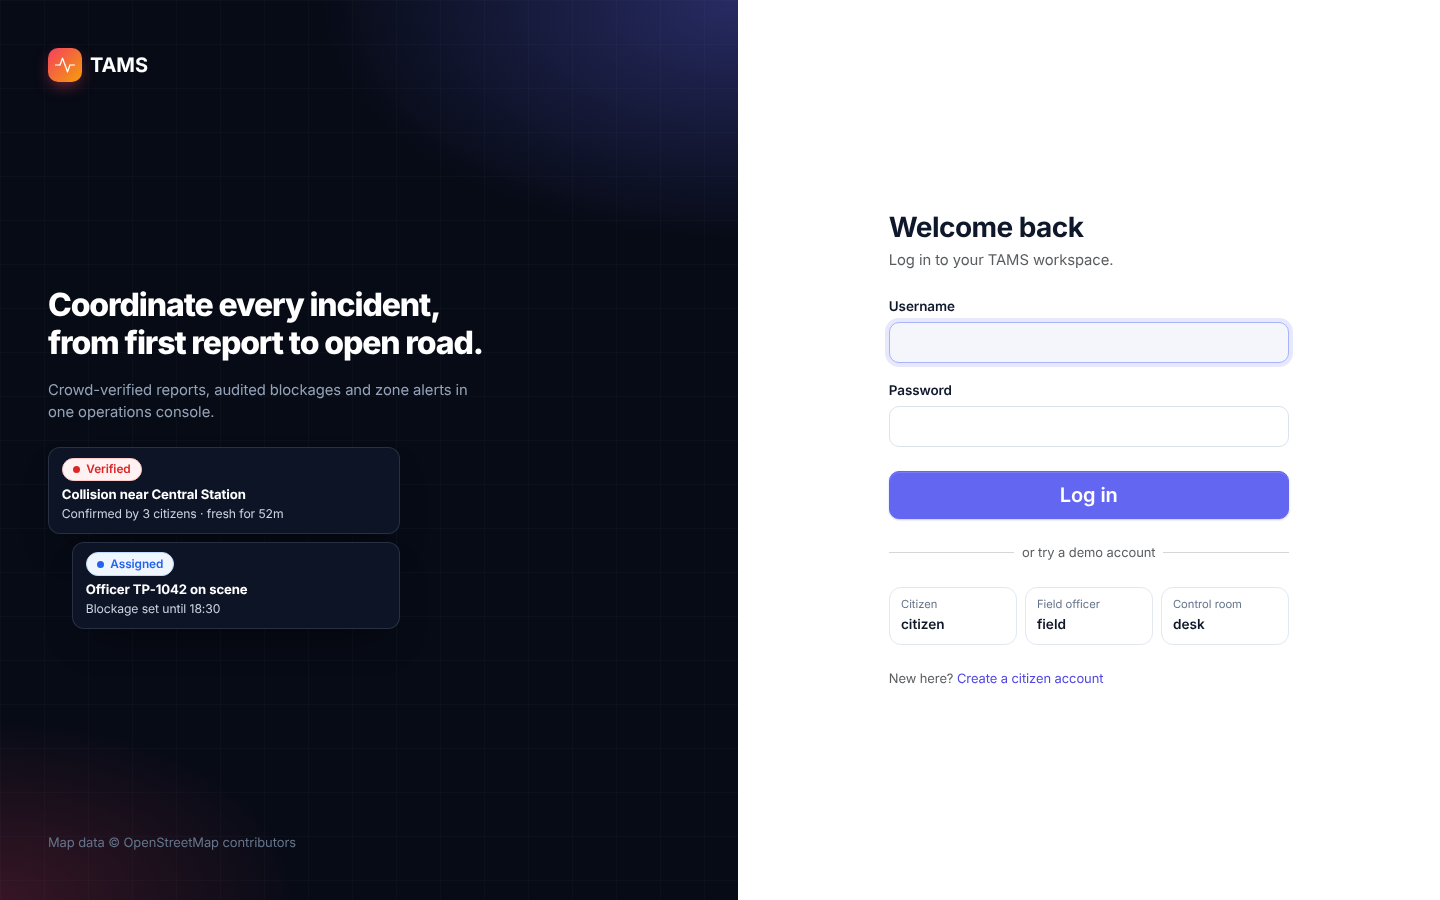 TAMS
Coordinate every incident,
from first report to open road.
Crowd-verified reports, audited blockages and zone alerts in
one operations console.
Verified
Collision near Central Station
Confirmed by 3 citizens · fresh for 52m
Assigned
Officer TP-1042 on scene
Blockage set until 18:30
Map data © OpenStreetMap contributors
Welcome back
Log in to your TAMS workspace.
Username
Password
Log in
or try a demo account
Citizen
citizen
Field officer
field
Control room
desk
New here? Create a citizen account